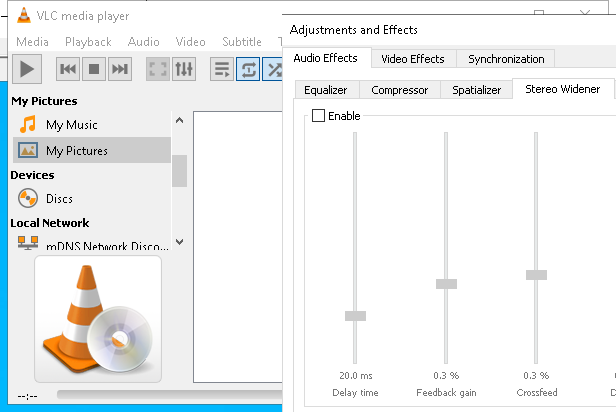 VLC media player
Media Playback Audio Video Subtitle
My Pictures
My Music
My Pictures
Devices
Discs
Local Network
mDNS Network Disco...
--:--
Adjustments and Effects
Audio Effects Video Effects Synchronization
Equalizer Compressor Spatializer Stereo Widener
Enable
20.0 ms 0.3 % 0.3 %
Delay time Feedback gain Crossfeed